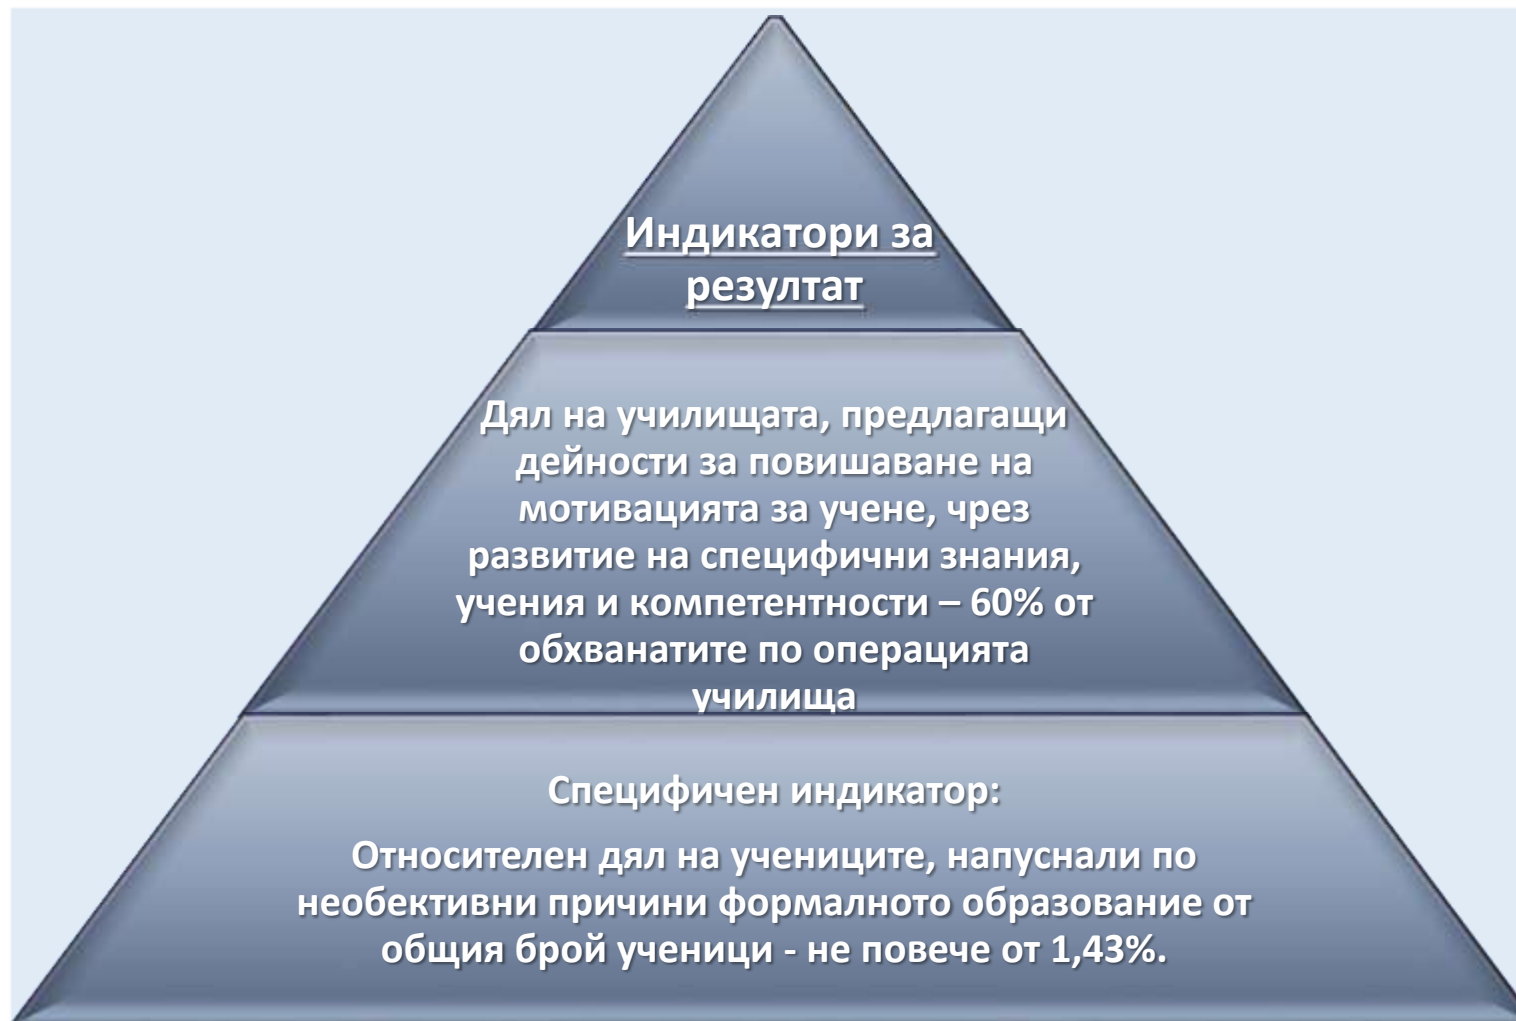 Индикатори за
резултат
Дял на училищата, предлагащи
дейности за повишаване на
мотивацията за учене, чрез
развитие на специфични знания,
учения и компетентности – 60% от
обхванатите по операцията
училища
Специфичен индикатор:
Относителен дял на учениците, напуснали по
необективни причини формалното образование от
общия брой ученици - не повече от 1,43%.